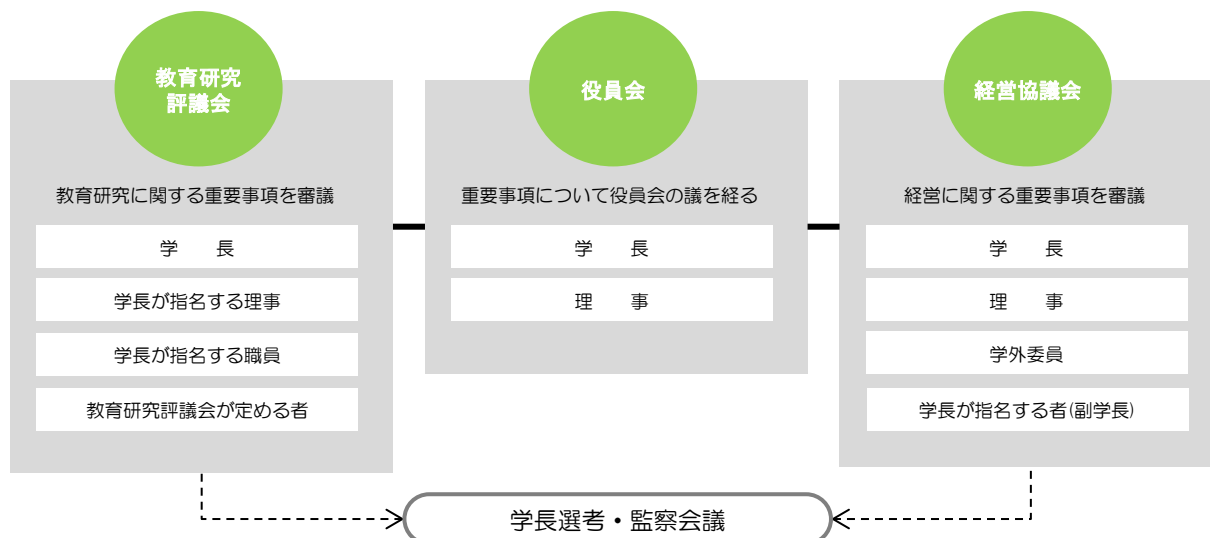 教育研究
評議会
教育研究に関する重要事項を審議
学　　長
学長が指名する理事
学長が指名する職員
教育研究評議会が定める者
役員会
重要事項について役員会の議を経る
学　　長
理　　事
経営協議会
経営に関する重要事項を審議
学　　長
理　　事
学外委員
学長が指名する者(副学長)
学長選考・監察会議